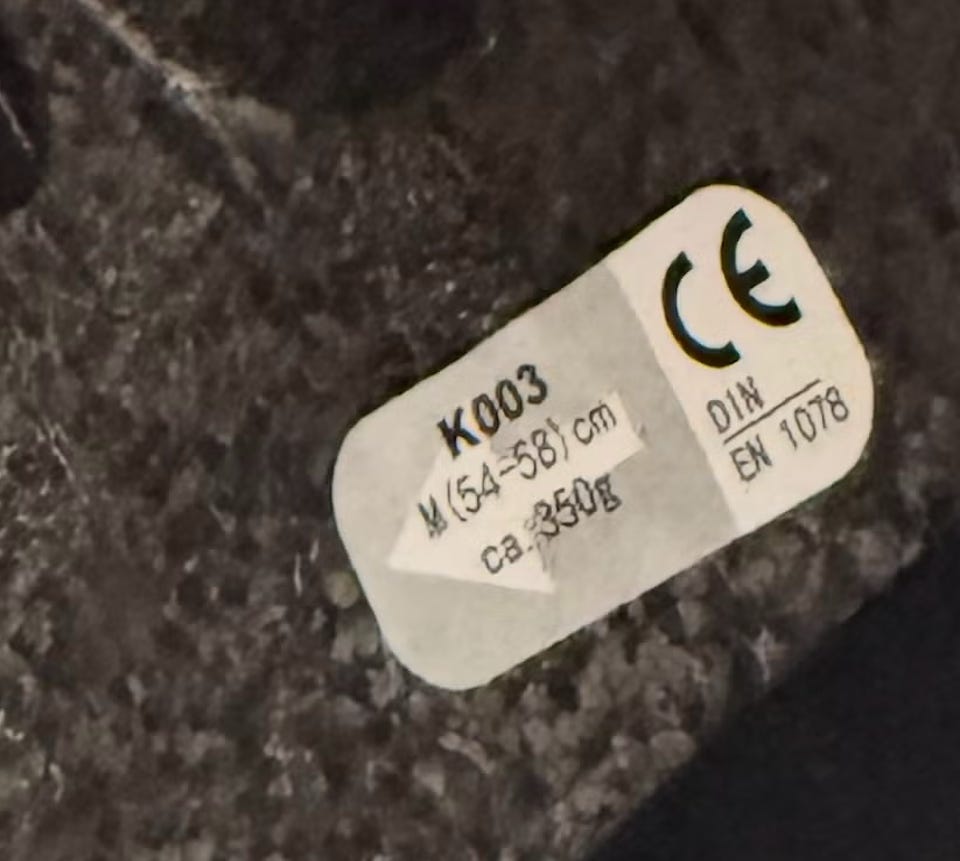 K003
M (54-58) cm
ca. 350g
CE
DIN
EN 1078